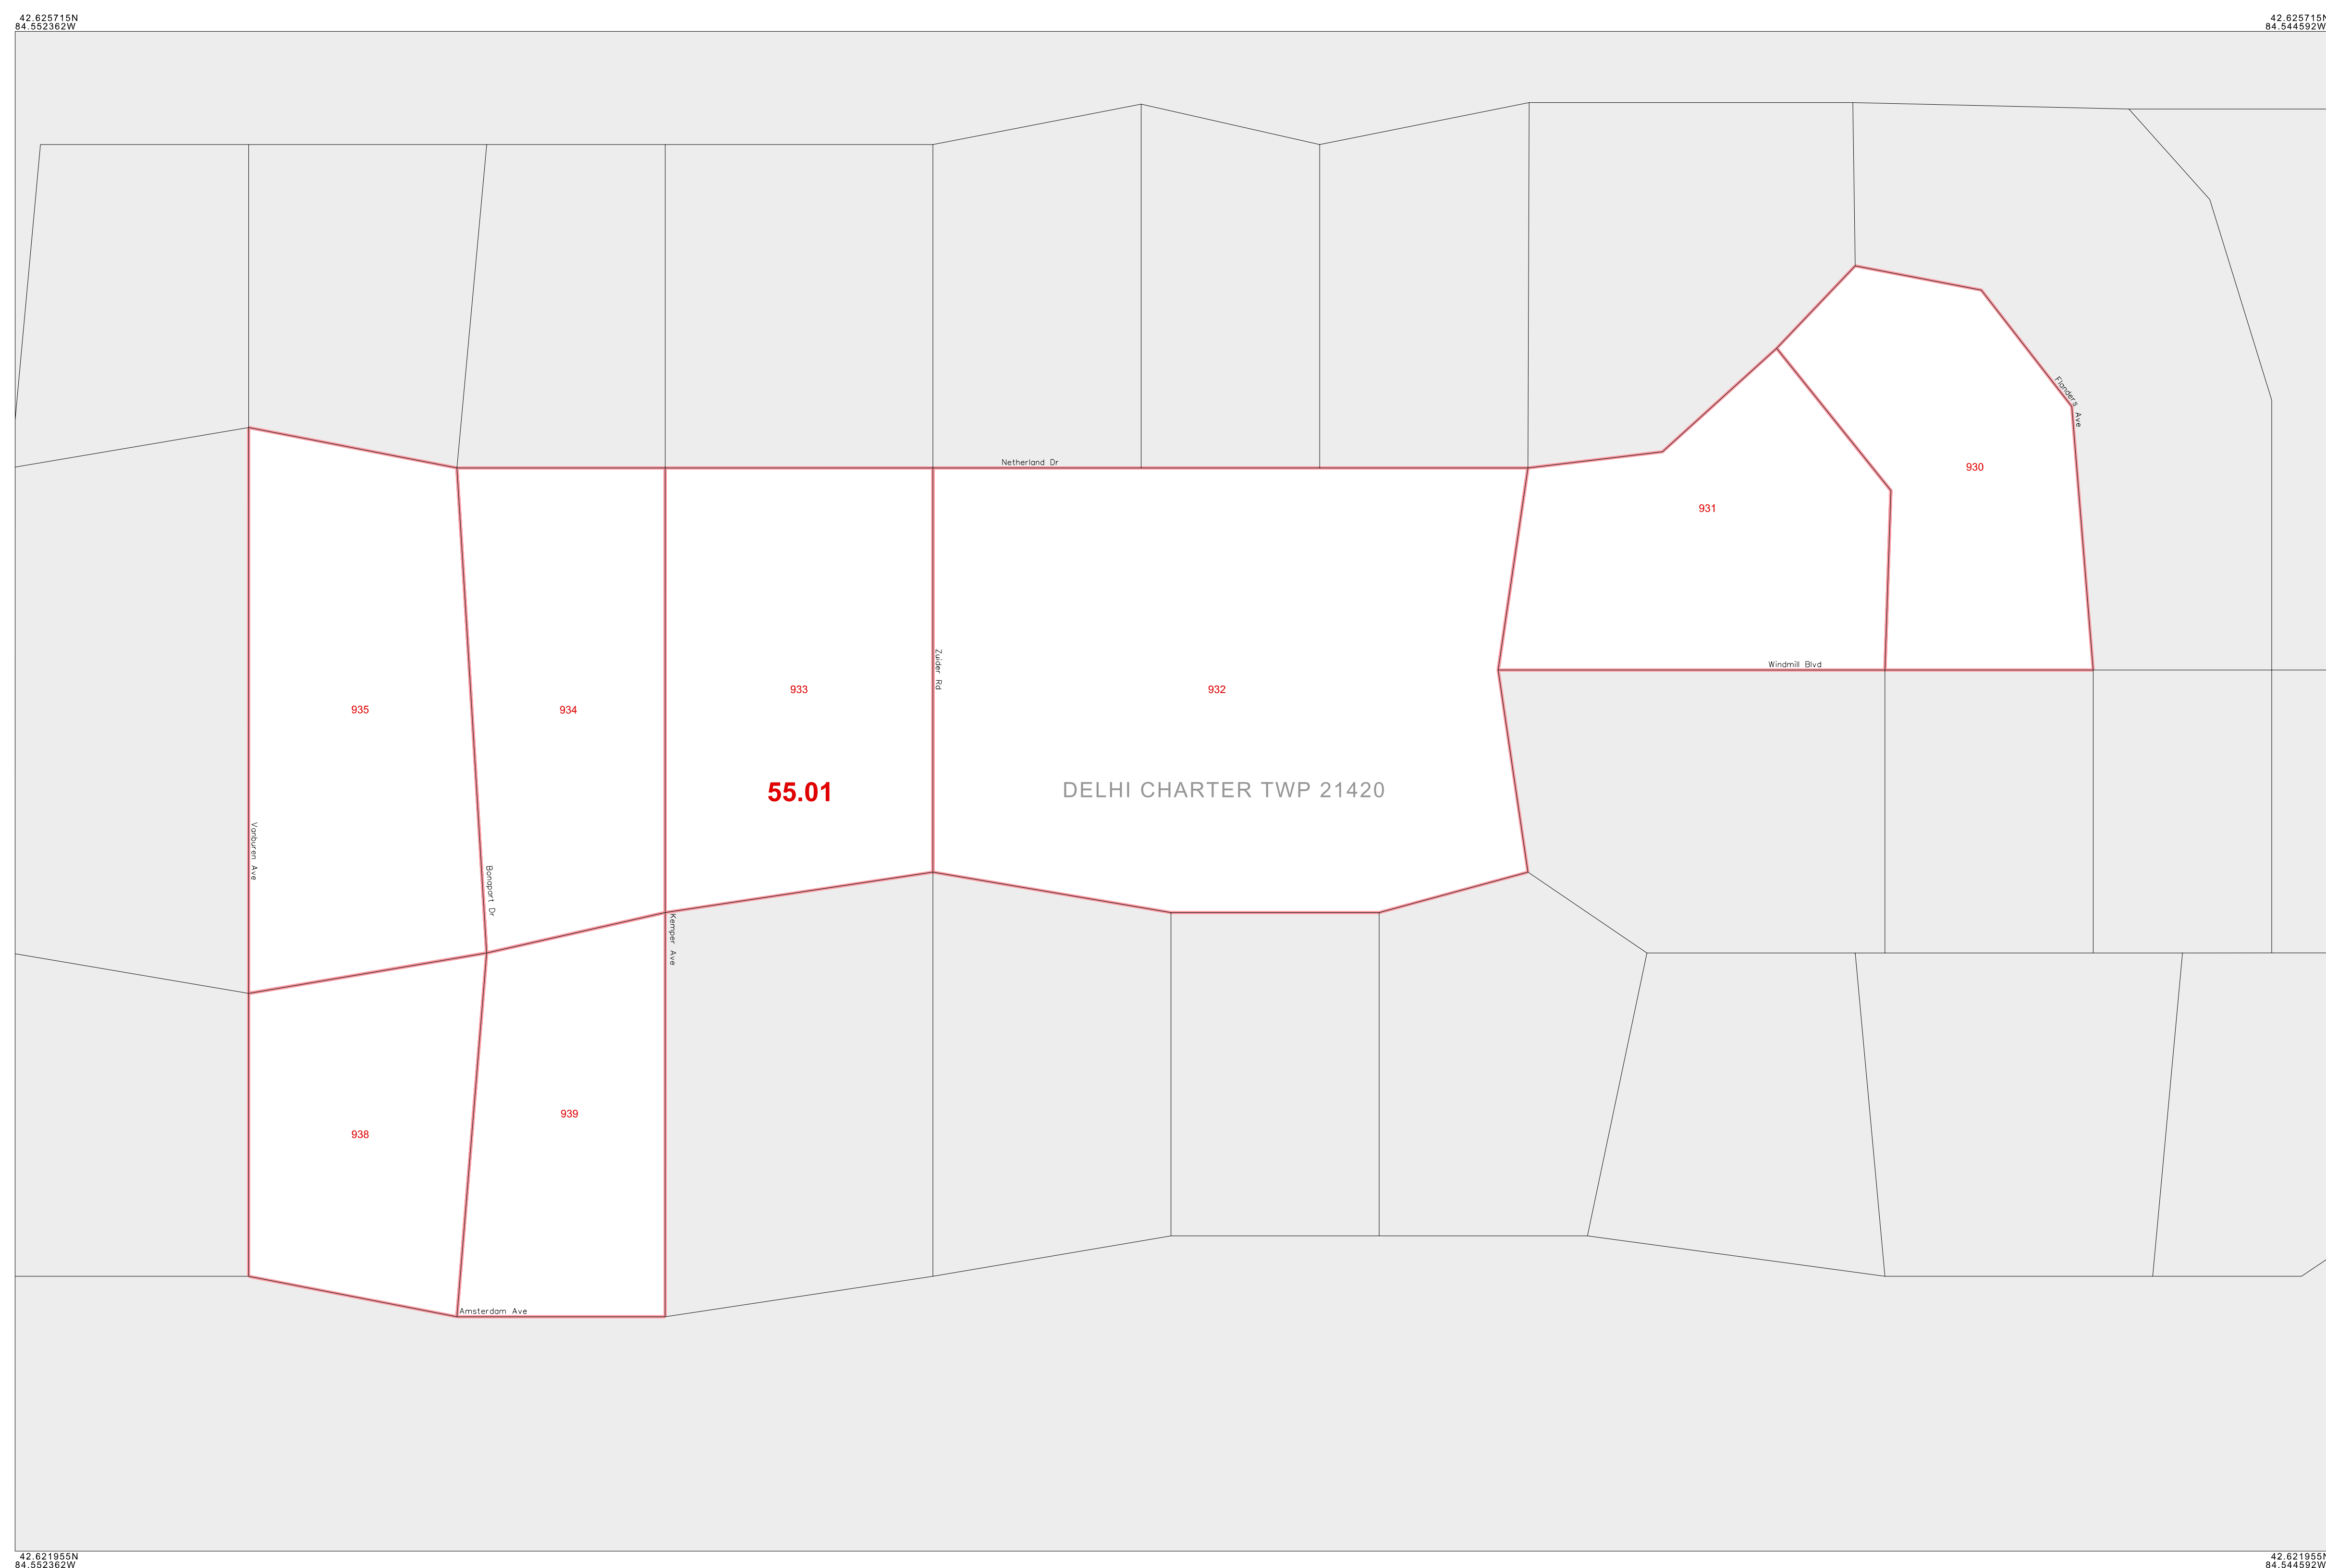 42.625715N
84.552362W
42.625715N
84.544592W
Flanders Ave
Netherland Dr
930
931
Zuider Rd
Windmill Blvd
933
932
935
934
55.01
DELHI CHARTER TWP 21420
Vanburen Ave
Bonapart Dr
Kemper Ave
939
938
Amsterdam Ave
42.621955N
84.552362W
42.621955N
84.544592W